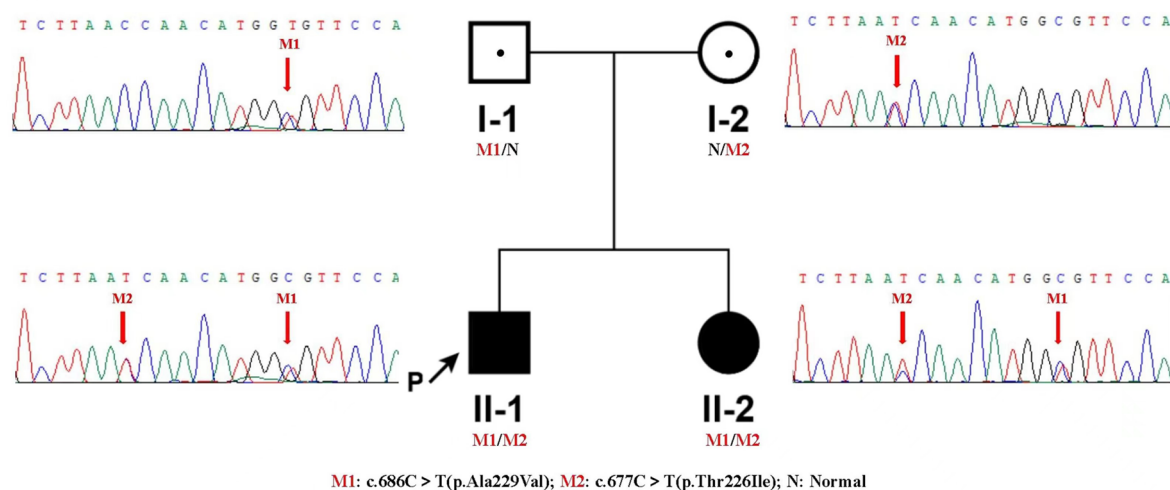 T C T T A A C C A A C A T G G T G T T C C A
M1
I-1
M1/N
I-2
N/M2
T C T T A A T C A A C A T G G C G T T C C A
M2
T C T T A A T C A A C A T G G C G T T C C A
M2 M1
P
II-1
M1/M2
II-2
M1/M2
T C T T A A T C A A C A T G G C G T T C C A
M2 M1
M1: c.686C > T(p.Ala229Val); M2: c.677C > T(p.Thr226Ile); N: Normal